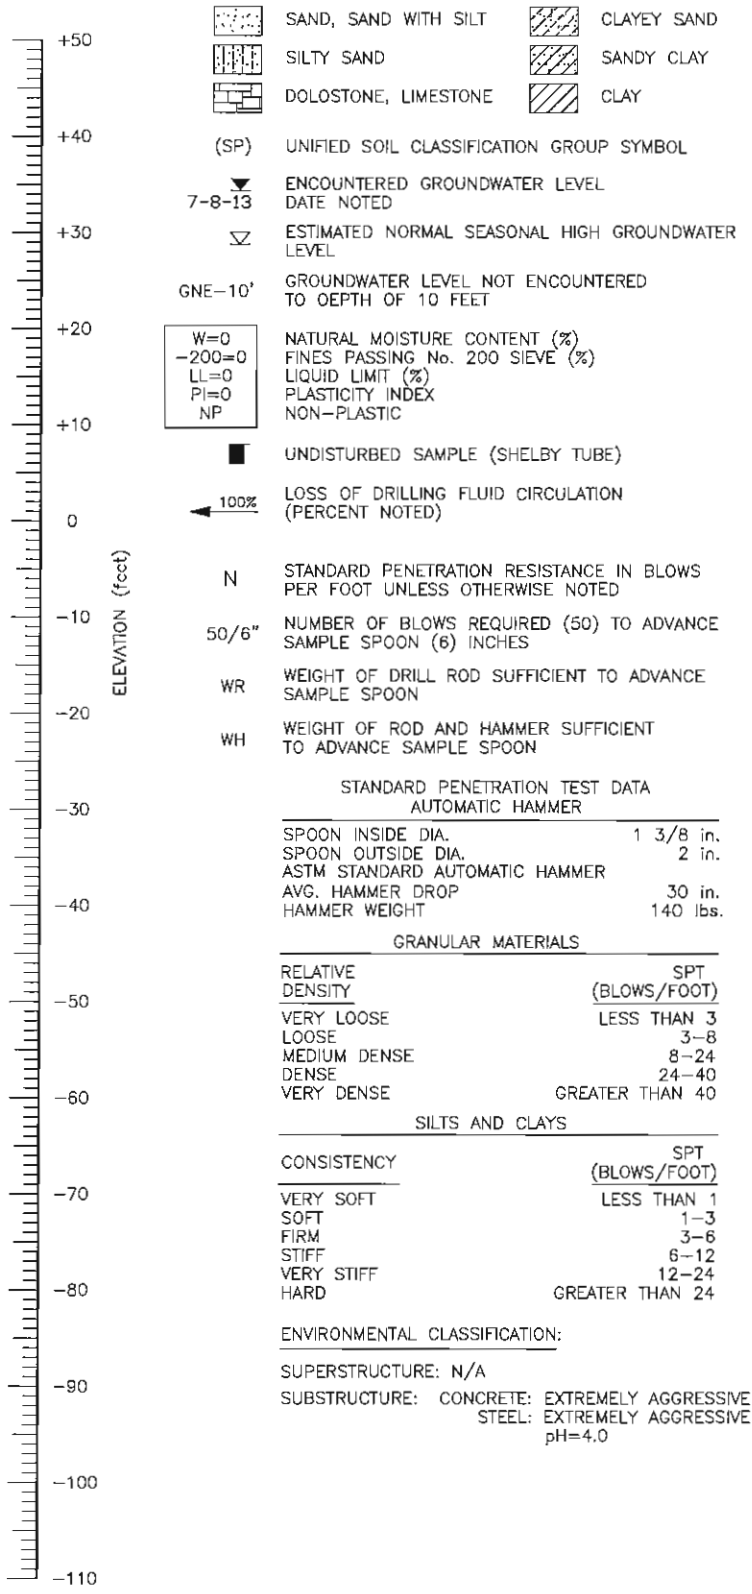 SAND, SAND WITH SILT
CLAYEY SAND
SILTY SAND
SANDY CLAY
DOLOSTONE, LIMESTONE
CLAY
(SP) UNIFIED SOIL CLASSIFICATION GROUP SYMBOL
7-8-13 ENCOUNTERED GROUNDWATER LEVEL
DATE NOTED
ESTIMATED NORMAL SEASONAL HIGH GROUNDWATER
LEVEL
GNE-10' GROUNDWATER LEVEL NOT ENCOUNTERED
TO OEPTH OF 10 FEET
W=0 NATURAL MOISTURE CONTENT (%)
-200=0 FINES PASSING No. 200 SIEVE (%)
LL=0 LIQUID LIMIT (%)
PI=0 PLASTICITY INDEX
NP NON-PLASTIC
UNDISTURBED SAMPLE (SHELBY TUBE)
100% LOSS OF DRILLING FLUID CIRCULATION
(PERCENT NOTED)
N STANDARD PENETRATION RESISTANCE IN BLOWS
PER FOOT UNLESS OTHERWISE NOTED
50/6" NUMBER OF BLOWS REQUIRED (50) TO ADVANCE
SAMPLE SPOON (6) INCHES
WR WEIGHT OF DRILL ROD SUFFICIENT TO ADVANCE
SAMPLE SPOON
WH WEIGHT OF ROD AND HAMMER SUFFICIENT
TO ADVANCE SAMPLE SPOON
STANDARD PENETRATION TEST DATA
AUTOMATIC HAMMER
SPOON INSIDE DIA. 1 3/8 in.
SPOON OUTSIDE DIA. 2 in.
ASTM STANDARD AUTOMATIC HAMMER
AVG. HAMMER DROP 30 in.
HAMMER WEIGHT 140 lbs.
GRANULAR MATERIALS
RELATIVE SPT
DENSITY (BLOWS/FOOT)
VERY LOOSE LESS THAN 3
LOOSE 3-8
MEDIUM DENSE 8-24
DENSE 24-40
VERY DENSE GREATER THAN 40
SILTS AND CLAYS
SPT
CONSISTENCY (BLOWS/FOOT)
VERY SOFT LESS THAN 1
SOFT 1-3
FIRM 3-6
STIFF 6-12
VERY STIFF 12-24
HARD GREATER THAN 24
ENVIRONMENTAL CLASSIFICATION:
SUPERSTRUCTURE: N/A
SUBSTRUCTURE: CONCRETE: EXTREMELY AGGRESSIVE
STEEL: EXTREMELY AGGRESSIVE
pH=4.0
+50
+40
+30
+20
+10
0
-10
-20
-30
-40
-50
-60
-70
-80
-90
-100
-110
ELEVATION (feet)